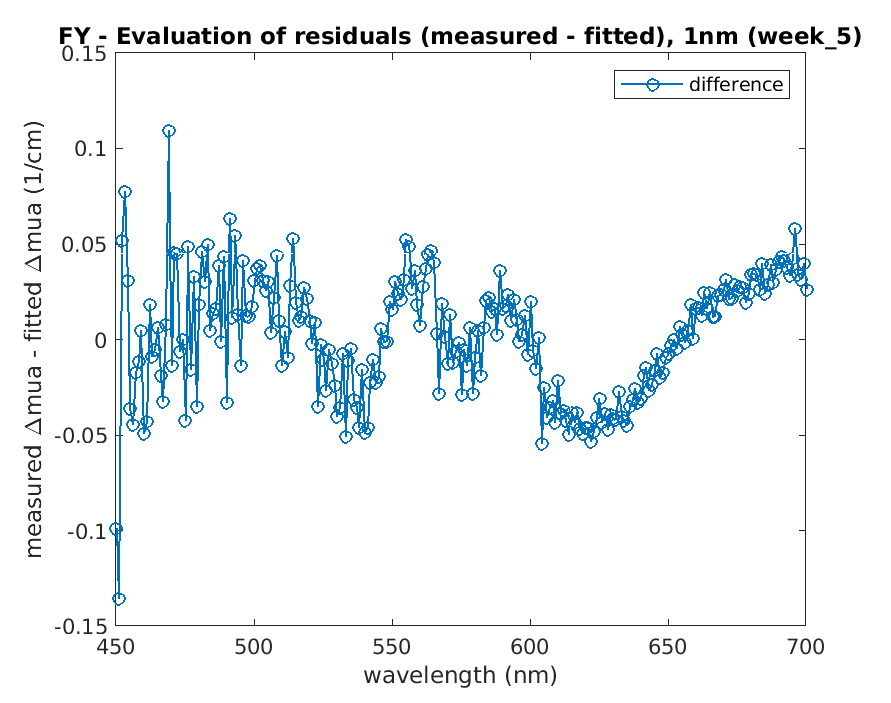 FY - Evaluation of residuals (measured - fitted), 1nm (week_5)
difference
measured Δmua - fitted Δmua (1/cm)
0.15
0.1
0.05
0
-0.05
-0.1
-0.15
450 500 550 600 650 700
wavelength (nm)